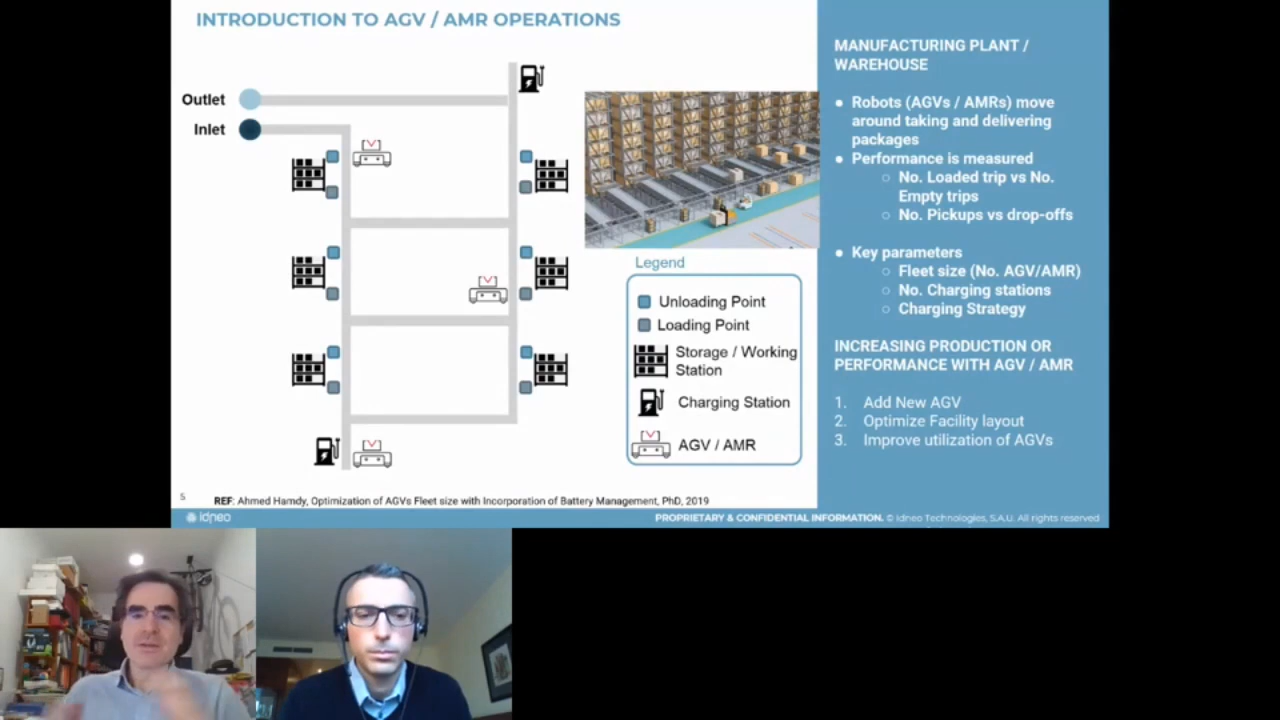 INTRODUCTION TO AGV / AMR OPERATIONS
Outlet
Inlet
Legend
Unloading Point
Loading Point
Storage / Working
Station
Charging Station
AGV / AMR
MANUFACTURING PLANT /
WAREHOUSE
● Robots (AGVs / AMRs) move
around taking and delivering
packages
● Performance is measured
○ No. Loaded trip vs No.
Empty trips
○ No. Pickups vs drop-offs
● Key parameters
○ Fleet size (No. AGV/AMR)
○ No. Charging stations
○ Charging Strategy
INCREASING PRODUCTION OR
PERFORMANCE WITH AGV / AMR
1. Add New AGV
2. Optimize Facility layout
3. Improve utilization of AGVs
5
REF: Ahmed Hamdy, Optimization of AGVs Fleet size with Incorporation of Battery Management, PhD, 2019
idneo
PROPRIETARY & CONFIDENTIAL INFORMATION. © Idneo Technologies, S.A.U. All rights reserved